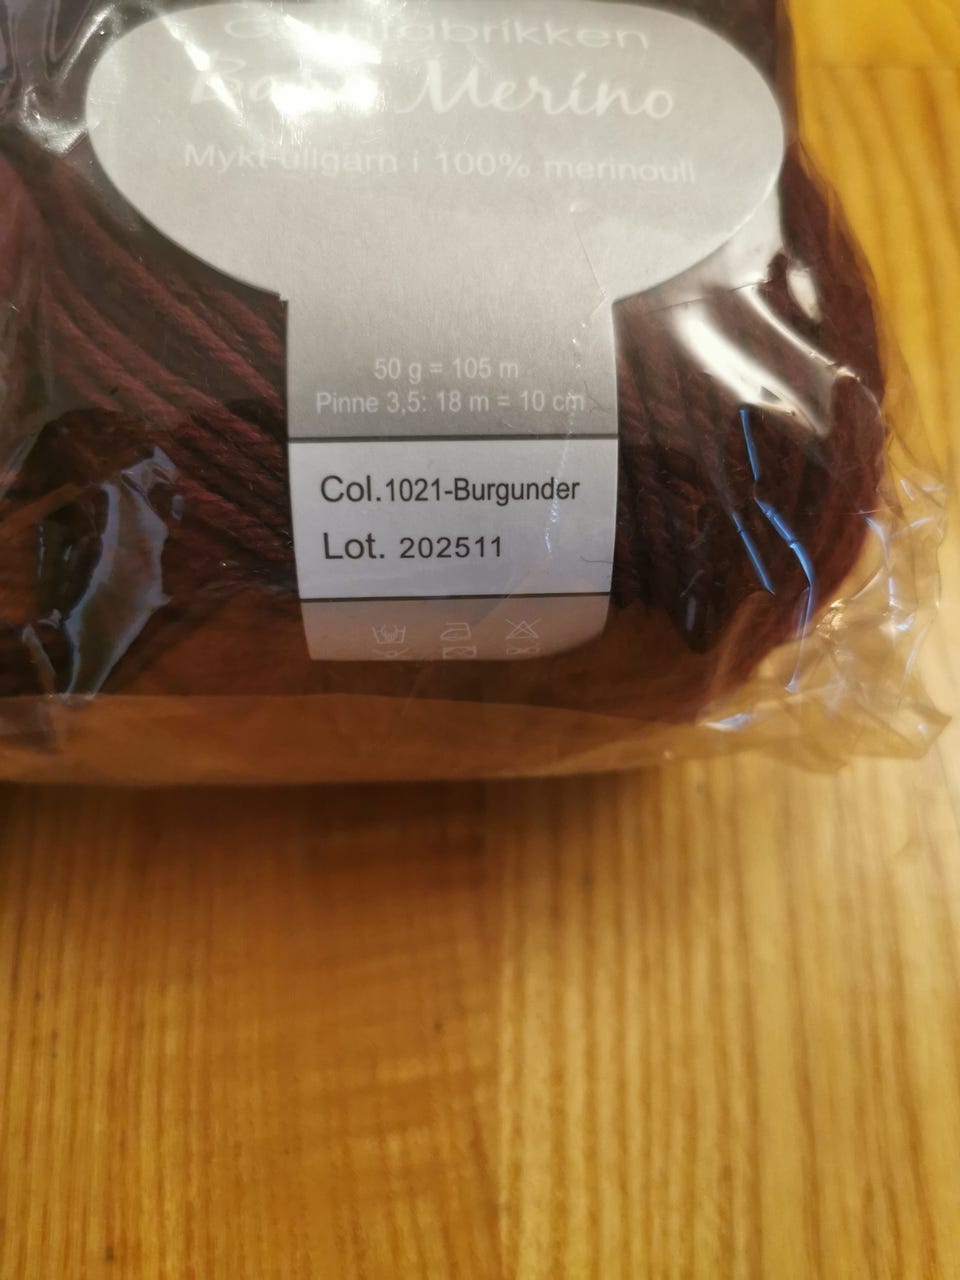 Garnfabrikken
Baby Merino
Mykt ullgarn i 100% merinoull
50 g = 105 m
Pinne 3,5: 18 m = 10 cm
Col.1021-Burgunder
Lot. 202511